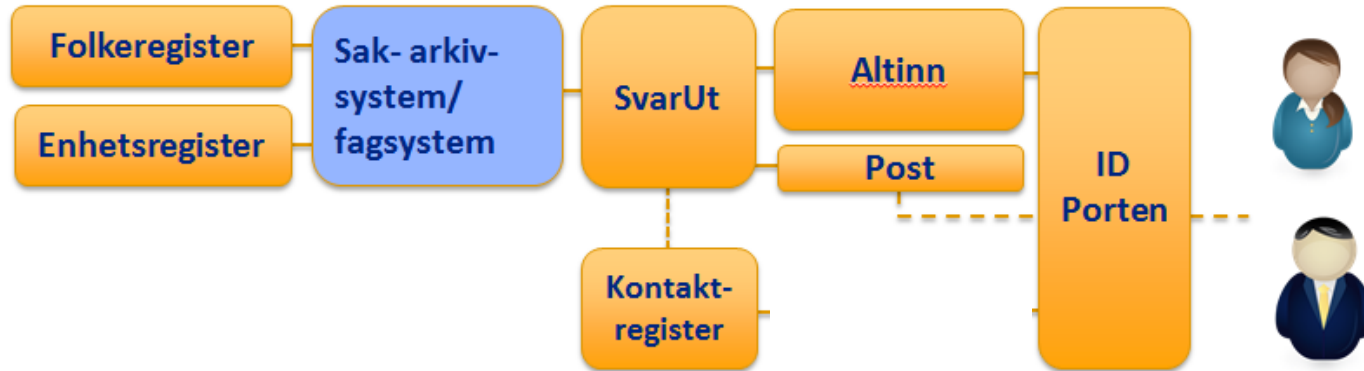 Folkeregister
Enhetsregister
Sak- arkiv-
system/
fagsystem
SvarUt
Altinn
Post
Kontakt-
register
ID
Porten